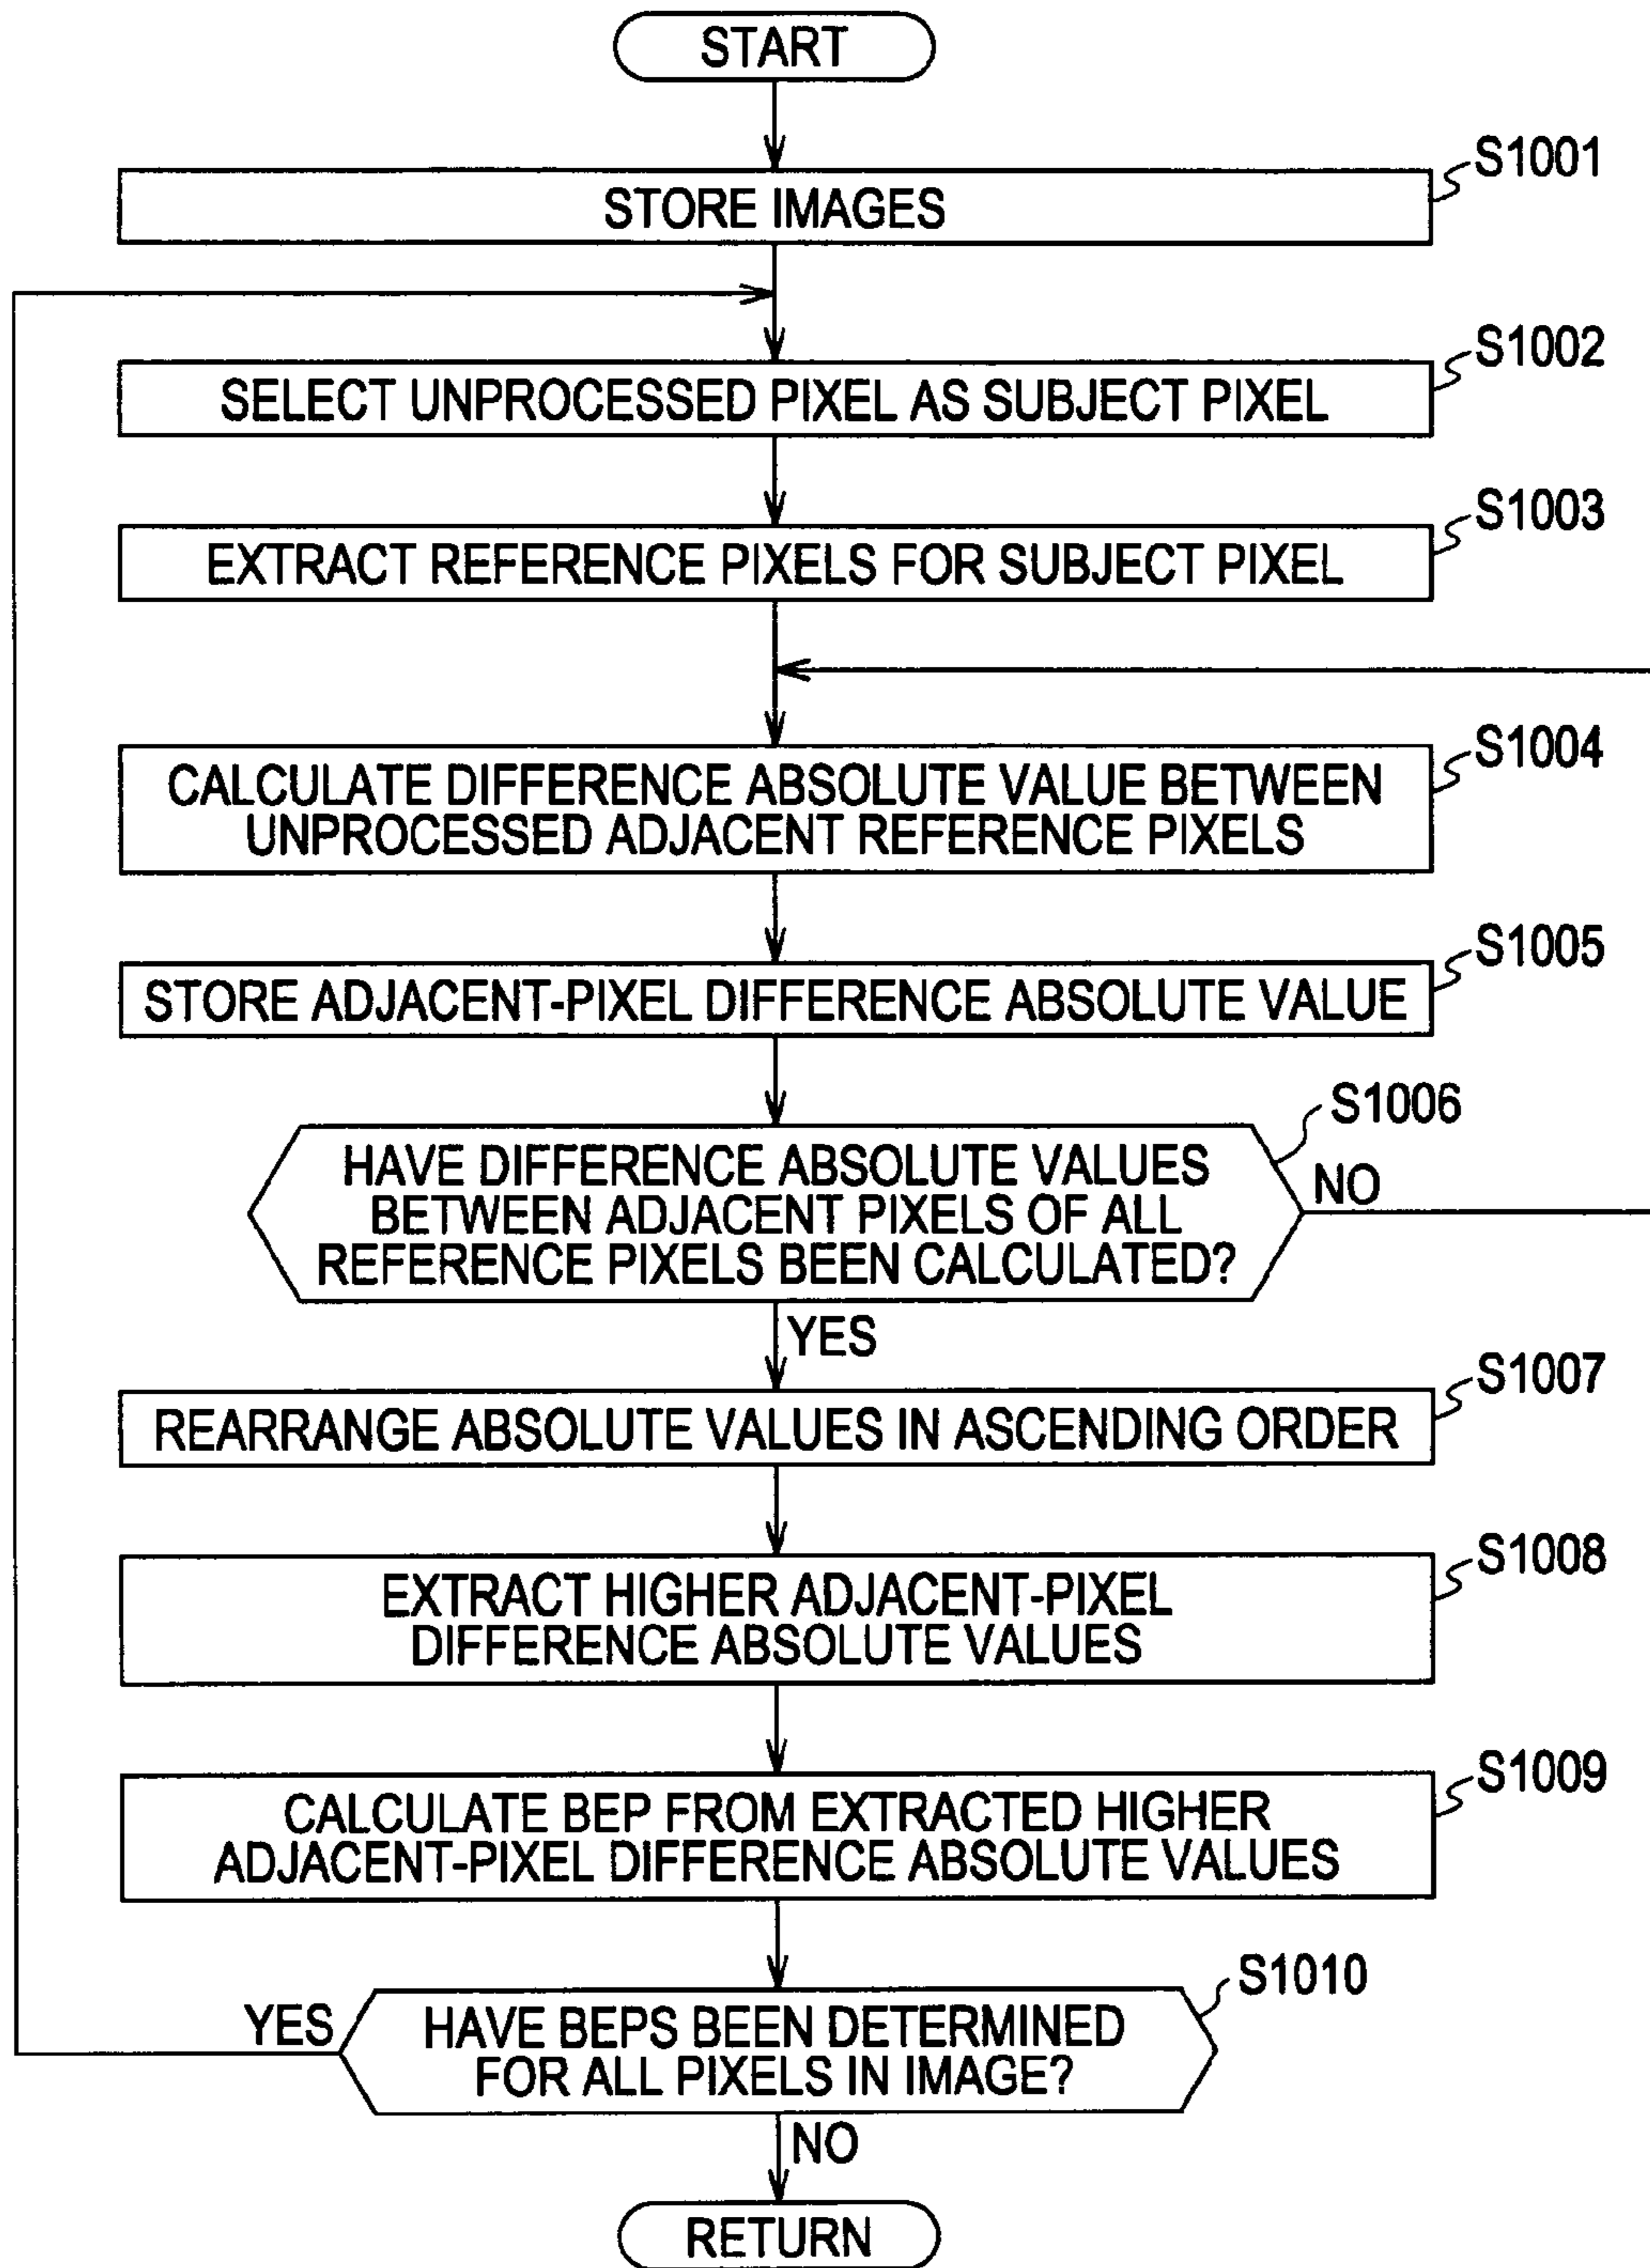 START
S1001
STORE IMAGES
S1002
SELECT UNPROCESSED PIXEL AS SUBJECT PIXEL
S1003
EXTRACT REFERENCE PIXELS FOR SUBJECT PIXEL
S1004
CALCULATE DIFFERENCE ABSOLUTE VALUE BETWEEN
UNPROCESSED ADJACENT REFERENCE PIXELS
S1005
STORE ADJACENT-PIXEL DIFFERENCE ABSOLUTE VALUE
S1006
HAVE DIFFERENCE ABSOLUTE VALUES
BETWEEN ADJACENT PIXELS OF ALL
REFERENCE PIXELS BEEN CALCULATED?
NO
YES
S1007
REARRANGE ABSOLUTE VALUES IN ASCENDING ORDER
S1008
EXTRACT HIGHER ADJACENT-PIXEL
DIFFERENCE ABSOLUTE VALUES
S1009
CALCULATE BEP FROM EXTRACTED HIGHER
ADJACENT-PIXEL DIFFERENCE ABSOLUTE VALUES
S1010
YES
HAVE BEPS BEEN DETERMINED
FOR ALL PIXELS IN IMAGE?
NO
RETURN